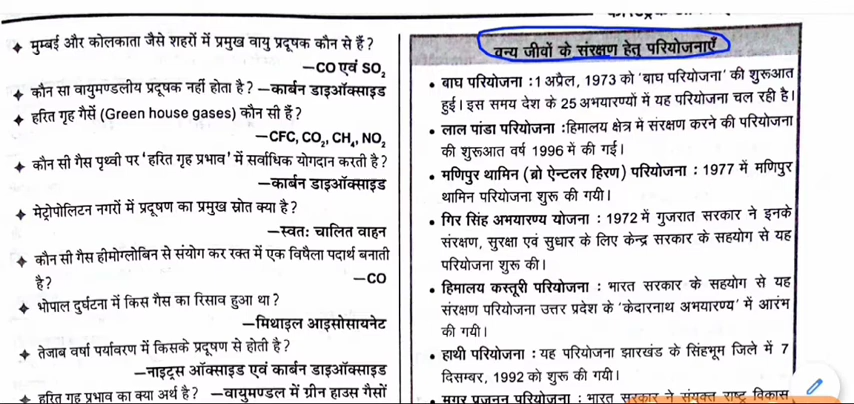 मुम्बई और कोलकाता जैसे शहरों में प्रमुख वायु प्रदूषक कौन से हैं?
—CO एवं SO₂
कौन सा वायुमण्डलीय प्रदूषक नहीं होता है? —कार्बन डाइऑक्साइड
हरित गृह गैसें (Green house gases) कौन सी हैं?
—CFC, CO₂, CH₄, NO₂
कौन सी गैस पृथ्वी पर 'हरित गृह प्रभाव' में सर्वाधिक योगदान करती है?
—कार्बन डाइऑक्साइड
मेट्रोपोलिटन नगरों में प्रदूषण का प्रमुख स्रोत क्या है?
—स्वत: चालित वाहन
कौन सी गैस हीमोग्लोबिन से संयोग कर रक्त में एक विषैला पदार्थ बनाती
है? —CO
भोपाल दुर्घटना में किस गैस का रिसाव हुआ था?
—मिथाइल आइसोसायनेट
तेजाब वर्षा पर्यावरण में किसके प्रदूषण से होती है?
—नाइट्रस ऑक्साइड एवं कार्बन डाइऑक्साइड
हरित गृह प्रभाव का क्या अर्थ है? —वायुमण्डल में ग्रीन हाउस गैसों
वन्य जीवों के संरक्षण हेतु परियोजनाएँ
• बाघ परियोजना : 1 अप्रैल, 1973 को 'बाघ परियोजना' की शुरूआत
हुई। इस समय देश के 25 अभयारण्यों में यह परियोजना चल रही है।
• लाल पांडा परियोजना : हिमालय क्षेत्र में संरक्षण करने की परियोजना
की शुरूआत वर्ष 1996 में की गई।
• मणिपुर थामिन (ब्रो ऐन्टलर हिरण) परियोजना : 1977 में मणिपुर
थामिन परियोजना शुरू की गयी।
• गिर सिंह अभयारण्य योजना : 1972 में गुजरात सरकार ने इनके
संरक्षण, सुरक्षा एवं सुधार के लिए केन्द्र सरकार के सहयोग से यह
परियोजना शुरू की।
• हिमालय कस्तूरी परियोजना : भारत सरकार के सहयोग से यह
संरक्षण परियोजना उत्तर प्रदेश के 'केदारनाथ अभयारण्य' में आरंभ
की गयी।
• हाथी परियोजना : यह परियोजना झारखंड के सिंहभूम जिले में 7
दिसम्बर, 1992 को शुरू की गयी।
• मगर प्रजनन परियोजना : भारत सरकार ने संयुक्त राष्ट्र विकास